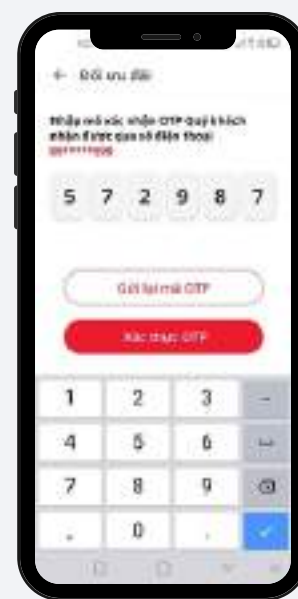 ← Đổi ưu đãi
Nhập mã xác nhận OTP Quý khách
nhận được qua số điện thoại
5 7 2 9 8 7
Gửi lại mã OTP
Xác thực OTP
1 2 3 -
4 5 6
7 8 9
, 0 .